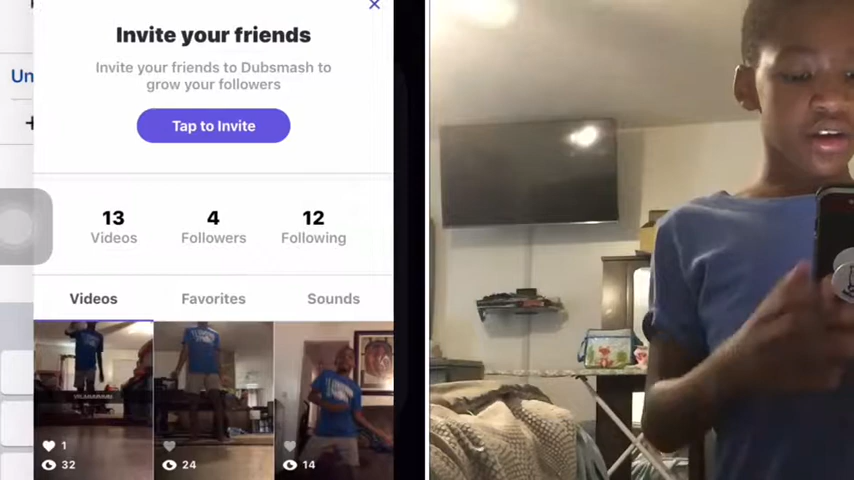 Invite your friends
Un
Invite your friends to Dubsmash to
grow your followers
Tap to Invite
13 4 12
Videos Followers Following
Videos Favorites Sounds
1
32 24 14